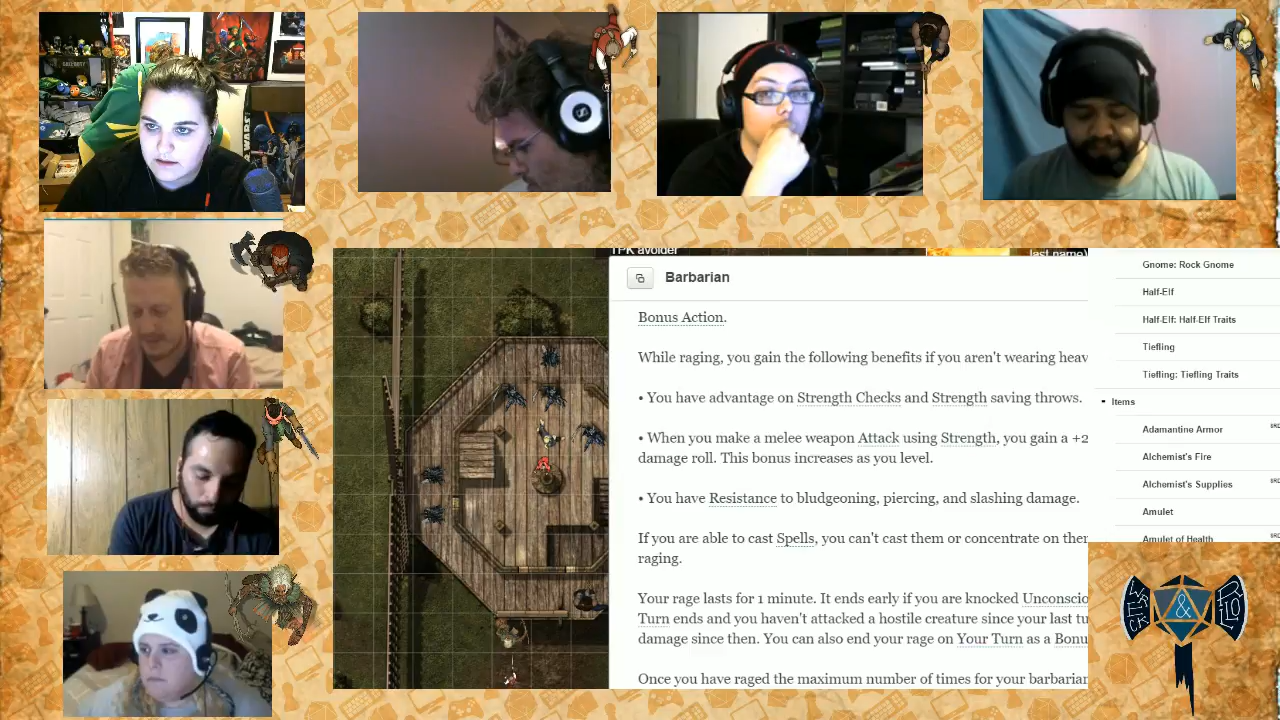 TPK avoider
last name)
Barbarian
Bonus Action.
While raging, you gain the following benefits if you aren't wearing
• You have advantage on Strength Checks and Strength saving throws.
• When you make a melee weapon Attack using Strength, you gain a +2
damage roll. This bonus increases as you level.
• You have Resistance to bludgeoning, piercing, and slashing damage.
If you are able to cast Spells, you can't cast them or concentrate on
raging.
Your rage lasts for 1 minute. It ends early if you are knocked
Turn ends and you haven't attacked a hostile creature since your last
damage since then. You can also end your rage on Your Turn as a
Once you have raged the maximum number of times for your
Gnome: Rock Gnome
Half-Elf
Half-Elf: Half-Elf Traits
Tiefling
Tiefling: Tiefling Traits
Items
Adamantine Armor
Alchemist's Fire
Alchemist's Supplies
Amulet
Amulet of Health
&